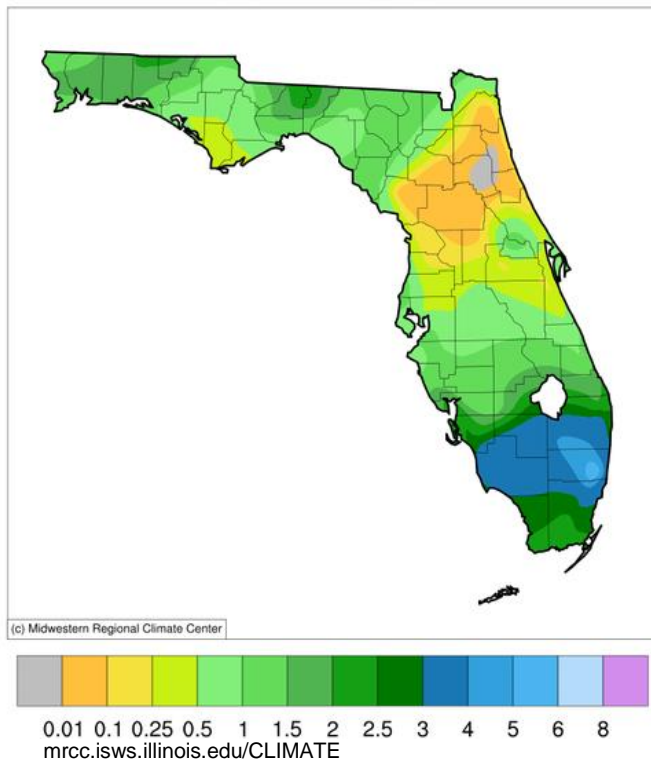 (c) Midwestern Regional Climate Center
0.01 0.1 0.25 0.5 1 1.5 2 2.5 3 4 5 6 8
mrcc.isws.illinois.edu/CLIMATE